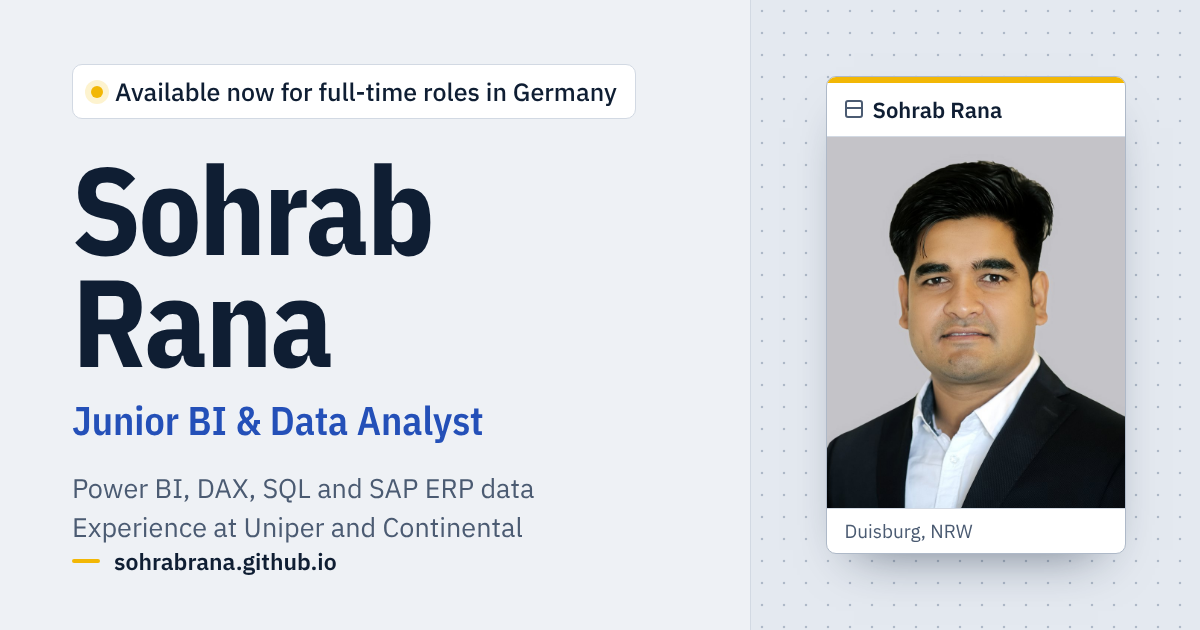 Available now for full-time roles in Germany
Sohrab
Rana
Junior BI & Data Analyst
Power BI, DAX, SQL and SAP ERP data
Experience at Uniper and Continental
sohrabrana.github.io
Sohrab Rana
Duisburg, NRW